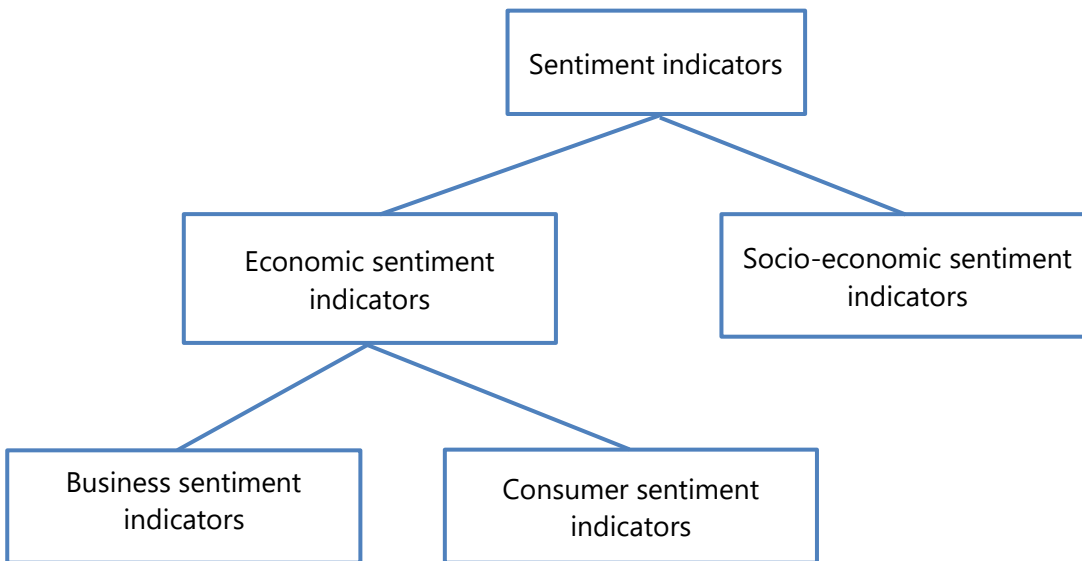 Sentiment indicators
Economic sentiment
indicators
Socio-economic sentiment
indicators
Business sentiment
indicators
Consumer sentiment
indicators